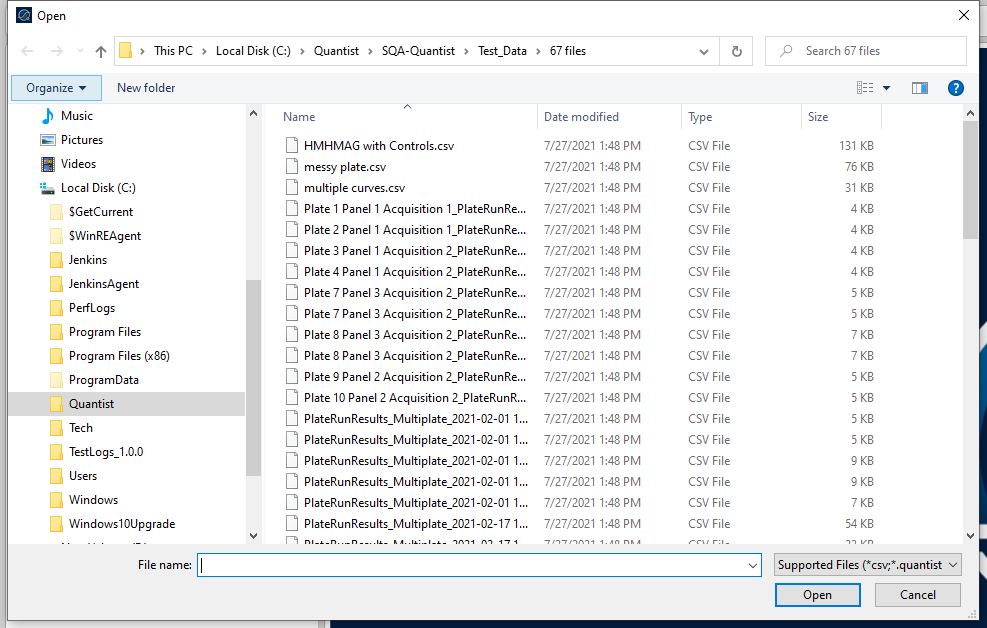 Open
This PC > Local Disk (C:) > Quantist > SQA-Quantist > Test_Data > 67 files
Search 67 files
Organize
New folder
Music
Pictures
Videos
Local Disk (C:)
$GetCurrent
$WinREAgent
Jenkins
JenkinsAgent
PerfLogs
Program Files
Program Files (x86)
ProgramData
Quantist
Tech
TestLogs_1.0.0
Users
Windows
Windows10Upgrade
Name Date modified Type Size
HMHMAG with Controls.csv 7/27/2021 1:48 PM CSV File 131 KB
messy plate.csv 7/27/2021 1:48 PM CSV File 76 KB
multiple curves.csv 7/27/2021 1:48 PM CSV File 31 KB
Plate 1 Panel 1 Acquisition 1_PlateRunRe... 7/27/2021 1:48 PM CSV File 4 KB
Plate 2 Panel 1 Acquisition 1_PlateRunRe... 7/27/2021 1:48 PM CSV File 4 KB
Plate 3 Panel 1 Acquisition 2_PlateRunRe... 7/27/2021 1:48 PM CSV File 4 KB
Plate 4 Panel 1 Acquisition 2_PlateRunRe... 7/27/2021 1:48 PM CSV File 4 KB
Plate 7 Panel 3 Acquisition 2_PlateRunRe... 7/27/2021 1:48 PM CSV File 5 KB
Plate 7 Panel 3 Acquisition 2_PlateRunRe... 7/27/2021 1:48 PM CSV File 5 KB
Plate 8 Panel 3 Acquisition 2_PlateRunRe... 7/27/2021 1:48 PM CSV File 7 KB
Plate 8 Panel 3 Acquisition 2_PlateRunRe... 7/27/2021 1:48 PM CSV File 7 KB
Plate 9 Panel 2 Acquisition 2_PlateRunRe... 7/27/2021 1:48 PM CSV File 5 KB
Plate 10 Panel 2 Acquisition 2_PlateRunR... 7/27/2021 1:48 PM CSV File 5 KB
PlateRunResults_Multiplate_2021-02-01 1... 7/27/2021 1:48 PM CSV File 5 KB
PlateRunResults_Multiplate_2021-02-01 1... 7/27/2021 1:48 PM CSV File 5 KB
PlateRunResults_Multiplate_2021-02-01 1... 7/27/2021 1:48 PM CSV File 9 KB
PlateRunResults_Multiplate_2021-02-01 1... 7/27/2021 1:48 PM CSV File 9 KB
PlateRunResults_Multiplate_2021-02-01 1... 7/27/2021 1:48 PM CSV File 7 KB
PlateRunResults_Multiplate_2021-02-17 1... 7/27/2021 1:48 PM CSV File 54 KB
File name:
Supported Files (*csv;*.quantist
Open
Cancel